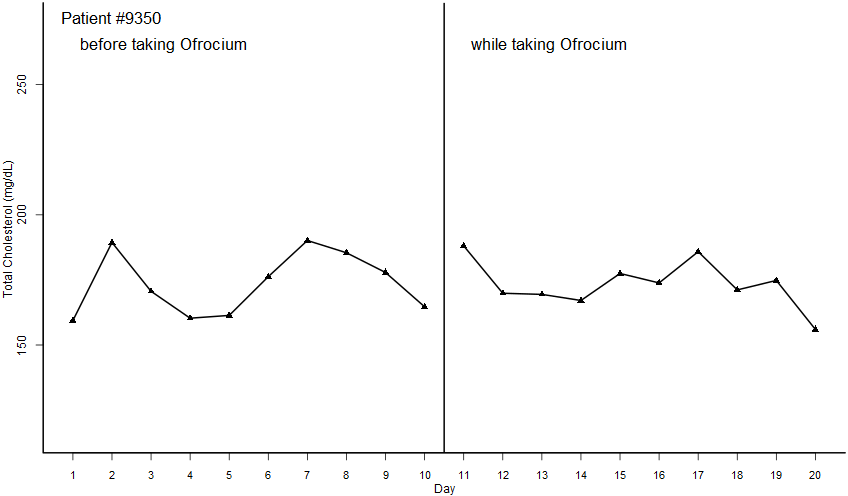 Patient #9350
before taking Ofrocium
while taking Ofrocium
Total Cholesterol (mg/dL)
250
200
150
1 2 3 4 5 6 7 8 9 10 11 12 13 14 15 16 17 18 19 20
Day